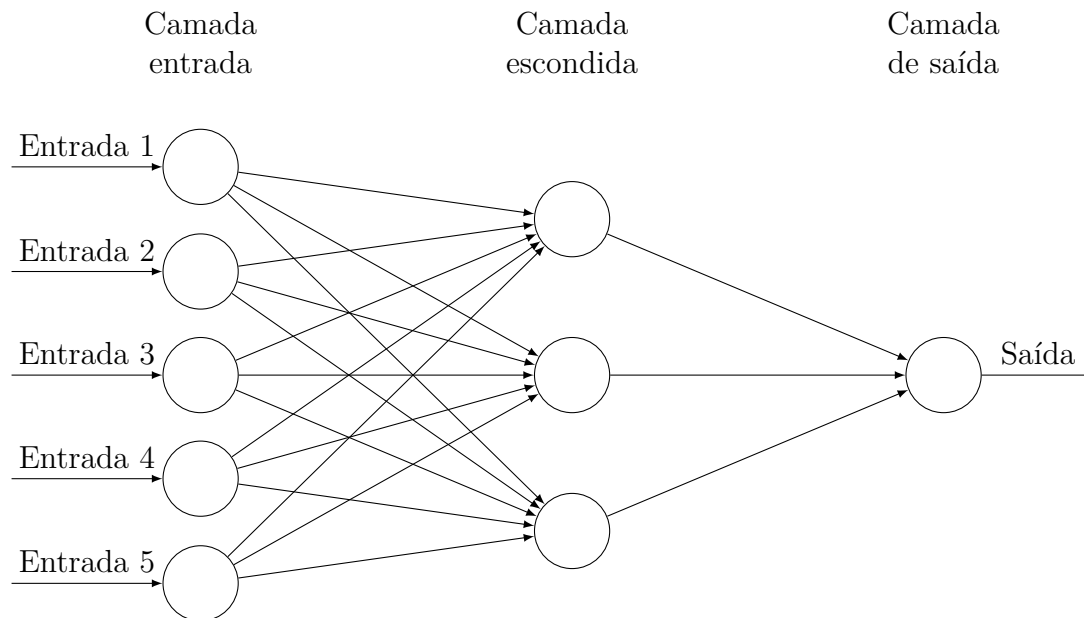 Camada
entrada
Camada
escondida
Camada
de saída
Entrada 1
Entrada 2
Entrada 3
Entrada 4
Entrada 5
Saída